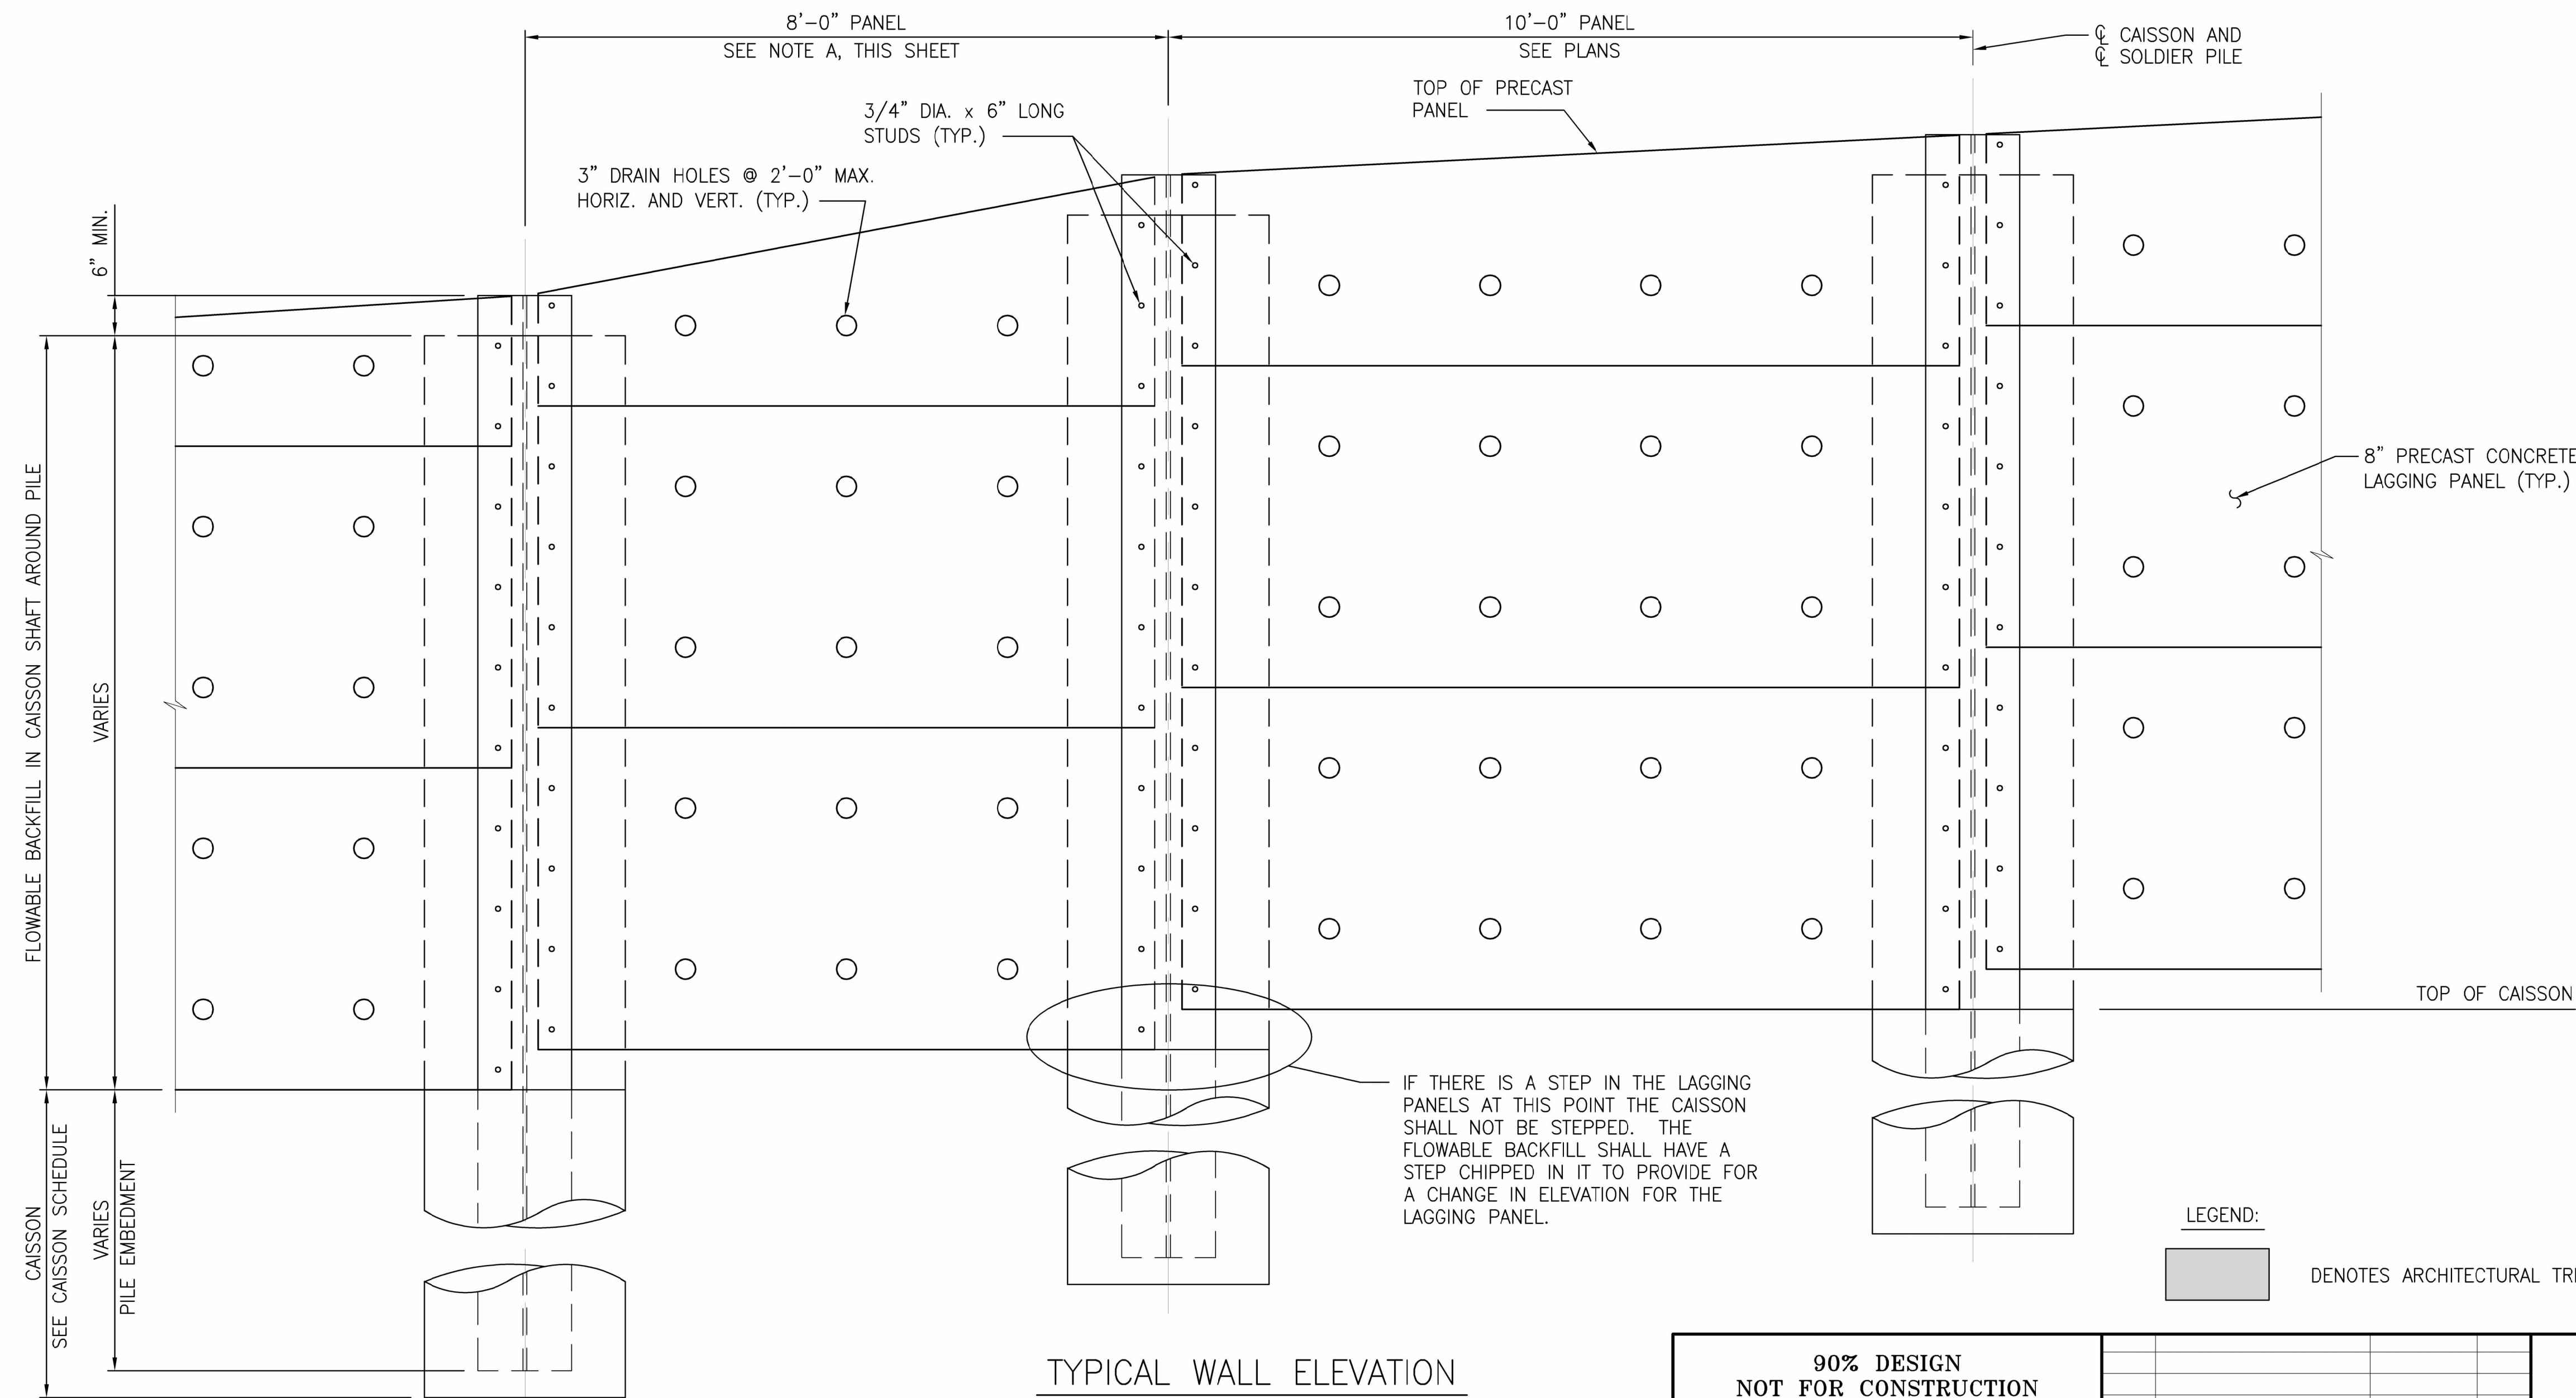 8'-0" PANEL
SEE NOTE A, THIS SHEET
10'-0" PANEL
SEE PLANS
℄ CAISSON AND
℄ SOLDIER PILE
TOP OF PRECAST
PANEL
3/4" DIA. x 6" LONG
STUDS (TYP.)
3" DRAIN HOLES @ 2'-0" MAX.
HORIZ. AND VERT. (TYP.)
6" MIN.
8" PRECAST CONCRETE
LAGGING PANEL (TYP.)
FLOWABLE BACKFILL IN CAISSON SHAFT AROUND PILE
VARIES
TOP OF CAISSON
IF THERE IS A STEP IN THE LAGGING
PANELS AT THIS POINT THE CAISSON
SHALL NOT BE STEPPED. THE
FLOWABLE BACKFILL SHALL HAVE A
STEP CHIPPED IN IT TO PROVIDE FOR
A CHANGE IN ELEVATION FOR THE
LAGGING PANEL.
CAISSON
SEE CAISSON SCHEDULE
VARIES
PILE EMBEDMENT
LEGEND:
DENOTES ARCHITECTURAL
TYPICAL WALL ELEVATION
90% DESIGN
NOT FOR CONSTRUCTION